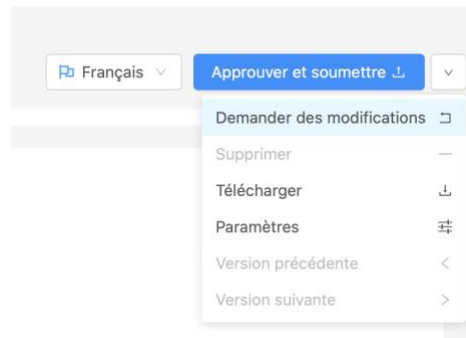 Français
Approuver et soumettre
Demander des modifications
Supprimer
Télécharger
Paramètres
Version précédente
Version suivante